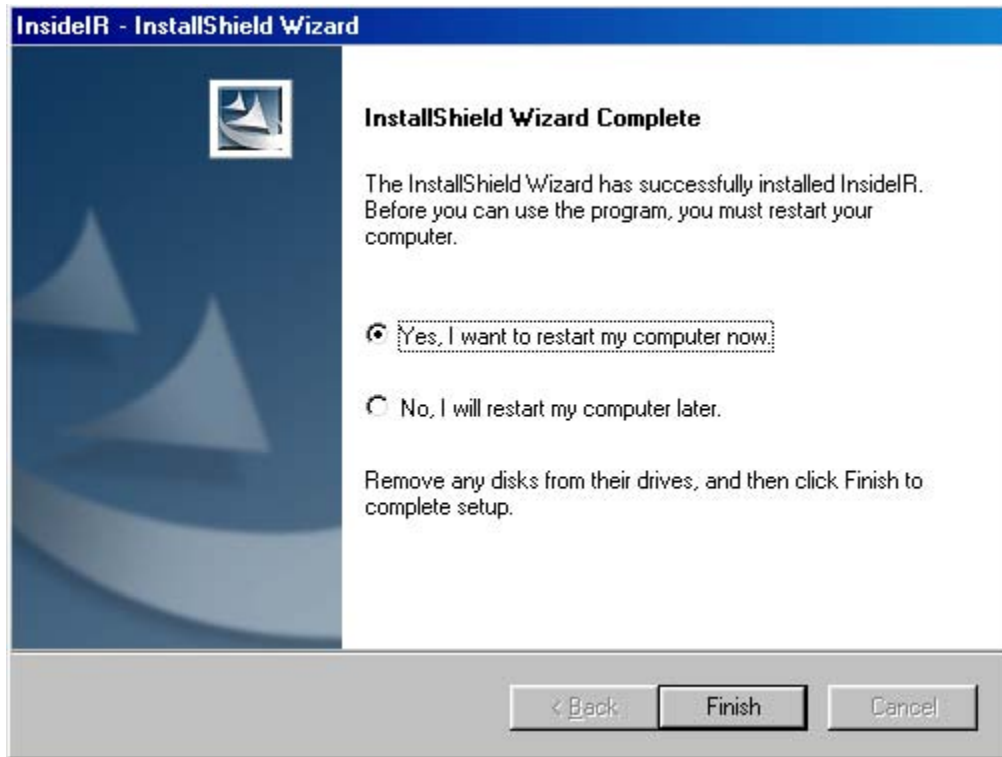 InsideIR - InstallShield Wizard
InstallShield Wizard Complete
The InstallShield Wizard has successfully installed InsideIR.
Before you can use the program, you must restart your
computer.
Yes, I want to restart my computer now.
No, I will restart my computer later.
Remove any disks from their drives, and then click Finish to
complete setup.
< Back Finish Cancel